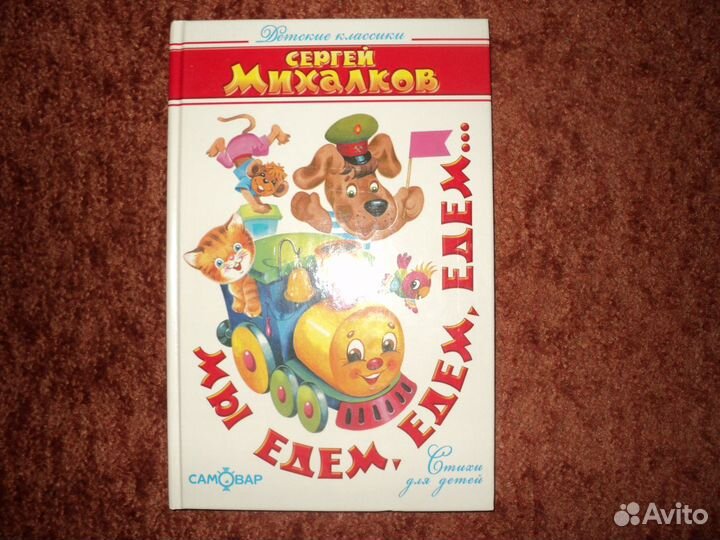 Детские классики
СЕРГЕЙ
МИХАЛКОВ
МЫ ЕДЕМ, ЕДЕМ, ЕДЕМ...
Стихи
для детей
САМОВАР
Avito